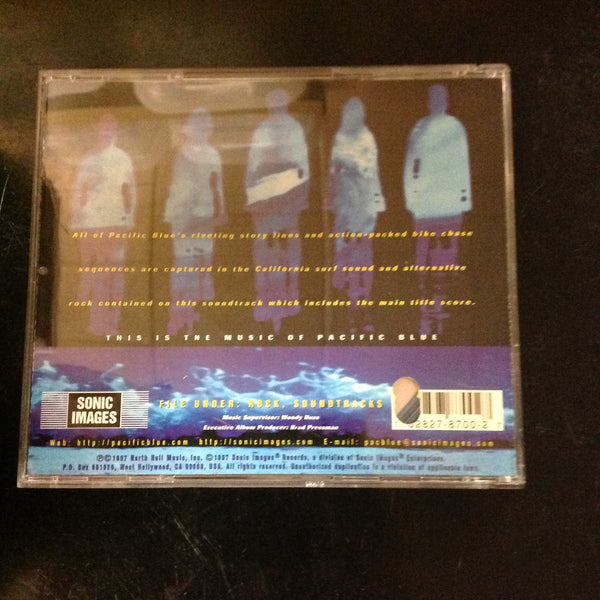 All of Pacific Blue's riveting story lines and action-packed bike chase
sequences are captured in the California surf sound and alternative
rock contained on this soundtrack which includes the main title score.
THIS IS THE MUSIC OF PACIFIC BLUE
SONIC
IMAGES
FILE UNDER: ROCK, SOUNDTRACKS
Music Supervisor: Woody
Executive Album Producer: Brad Pressman
02827-8700-2 7
Web: http://pacificblue.com http://sonicimages.com E-mail: pacblue@sonicimages.com
℗©1997 North Hall Music, Inc. ©1997 Sonic Images® Records, a division of Sonic Images® Enterprises.
P.O. Box West Hollywood, CA USA. All rights reserved. Unauthorized duplication is a violation of applicable laws.